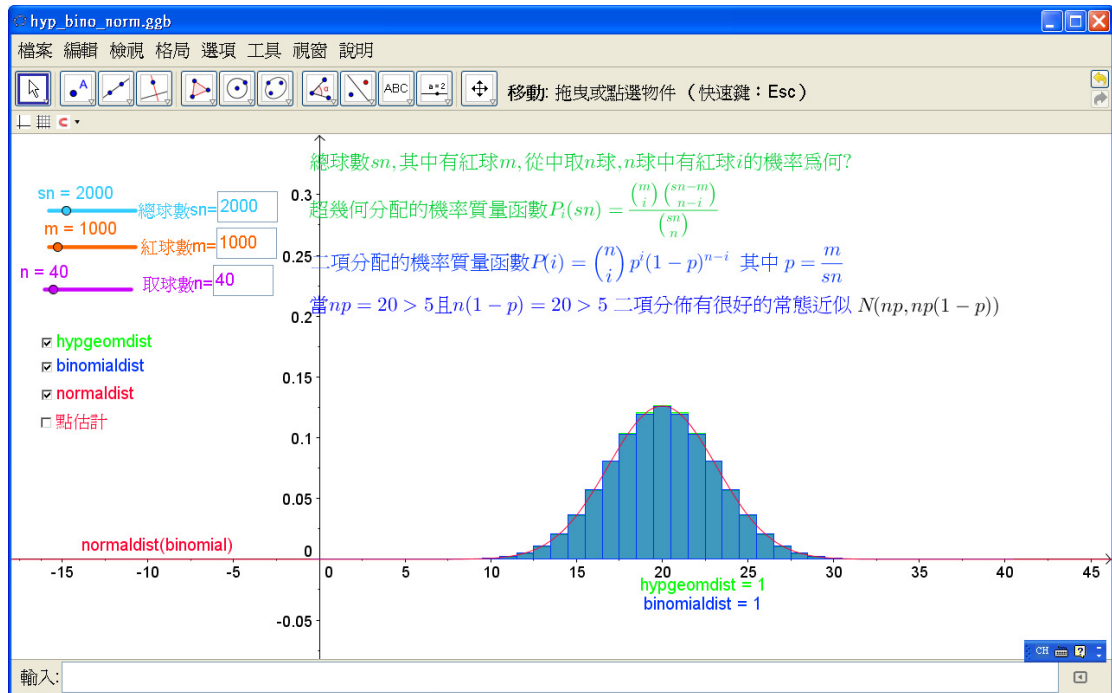 hyp_bino_norm.ggb
檔案 編輯 檢視 格局 選項 工具 視窗 說明
A
α
ABC
a=2
移動: 拖曳或點選物件 (快速鍵:Esc)
總球數sn,其中有紅球m,從中取n球,n球中有紅球i的機率爲何?
sn = 2000
總球數sn= 2000
超幾何分配的機率質量函數P_i(sn) = \frac{\binom{m}{i}\binom{sn-m}{n-i}}{\binom{sn}{n}}
m = 1000
紅球數m= 1000
二項分配的機率質量函數P(i) = \binom{n}{i} p^i(1 − p)^{n−i} 其中 p = \frac{m}{sn}
n = 40
取球數n= 40
當np = 20 > 5且n(1 − p) = 20 > 5 二項分佈有很好的常態近似 N(np, np(1 − p))
hypgeomdist
binomialdist
normaldist
點估計
0.3
0.25
0.2
0.15
0.1
0.05
0
-0.05
normaldist(binomial)
-15 -10 -5 0 5 10 15 20 25 30 35 40 45
hypgeomdist = 1
binomialdist = 1
CH
輸入: